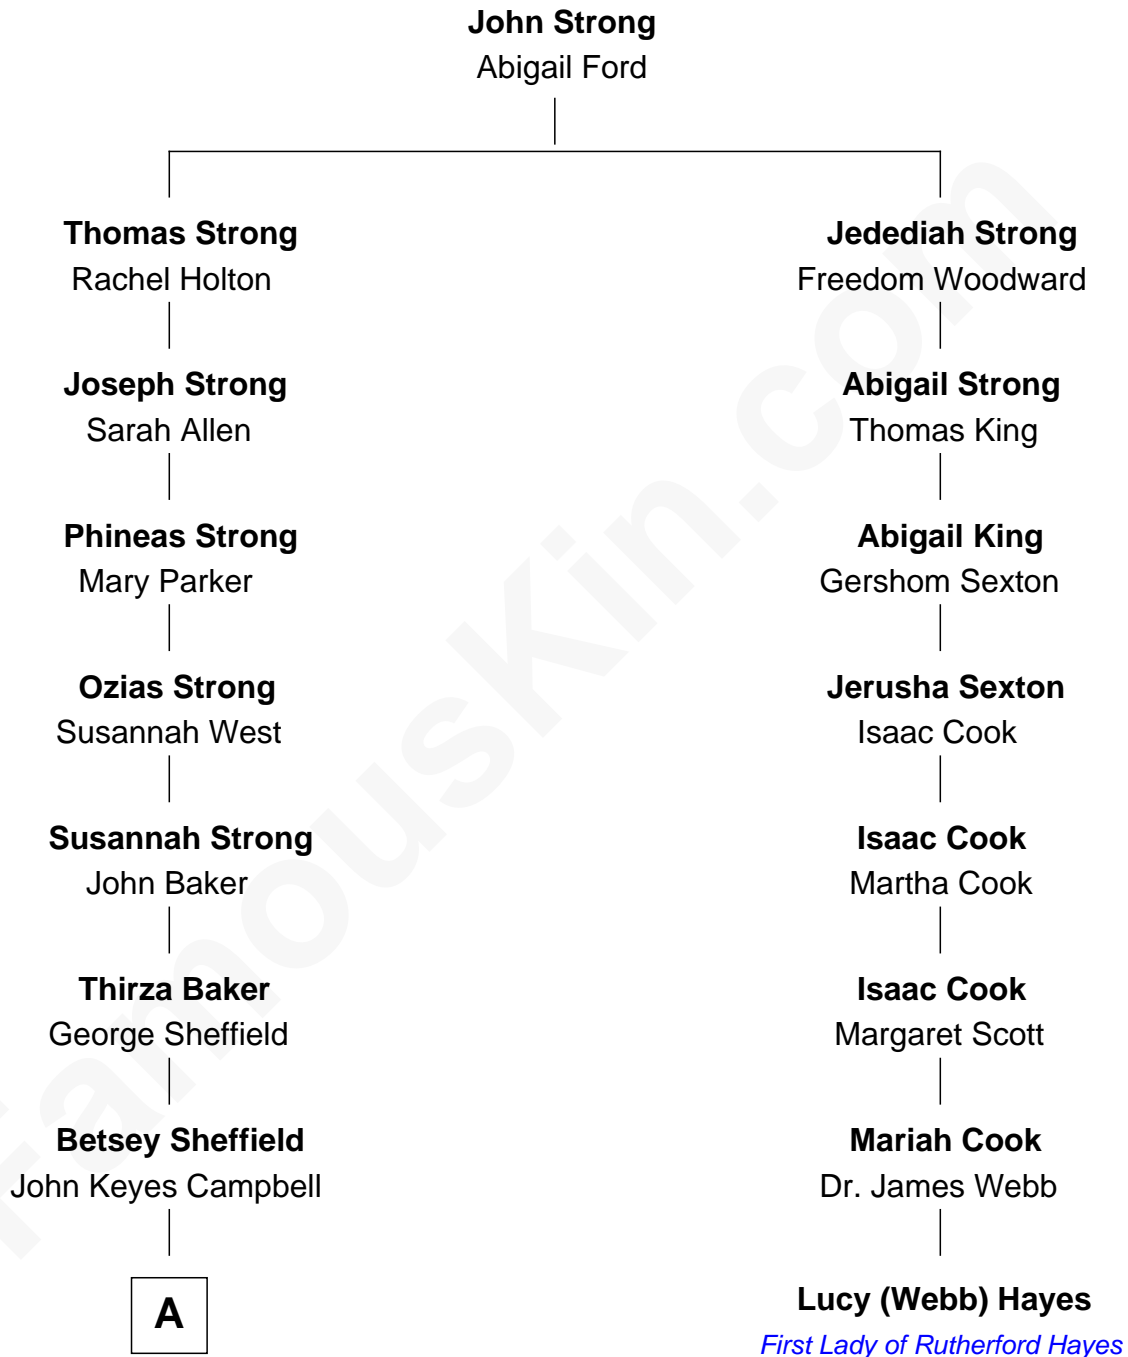 John Strong
Abigail Ford
Thomas Strong
Rachel Holton
Jedediah Strong
Freedom Woodward
Joseph Strong
Sarah Allen
Abigail Strong
Thomas King
Phineas Strong
Mary Parker
Abigail King
Gershom Sexton
Ozias Strong
Susannah West
Jerusha Sexton
Isaac Cook
Susannah Strong
John Baker
Isaac Cook
Martha Cook
Thirza Baker
George Sheffield
Isaac Cook
Margaret Scott
Betsey Sheffield
John Keyes Campbell
Mariah Cook
Dr. James Webb
A
Lucy (Webb) Hayes
First Lady of Rutherford Hayes
FamousKin.com